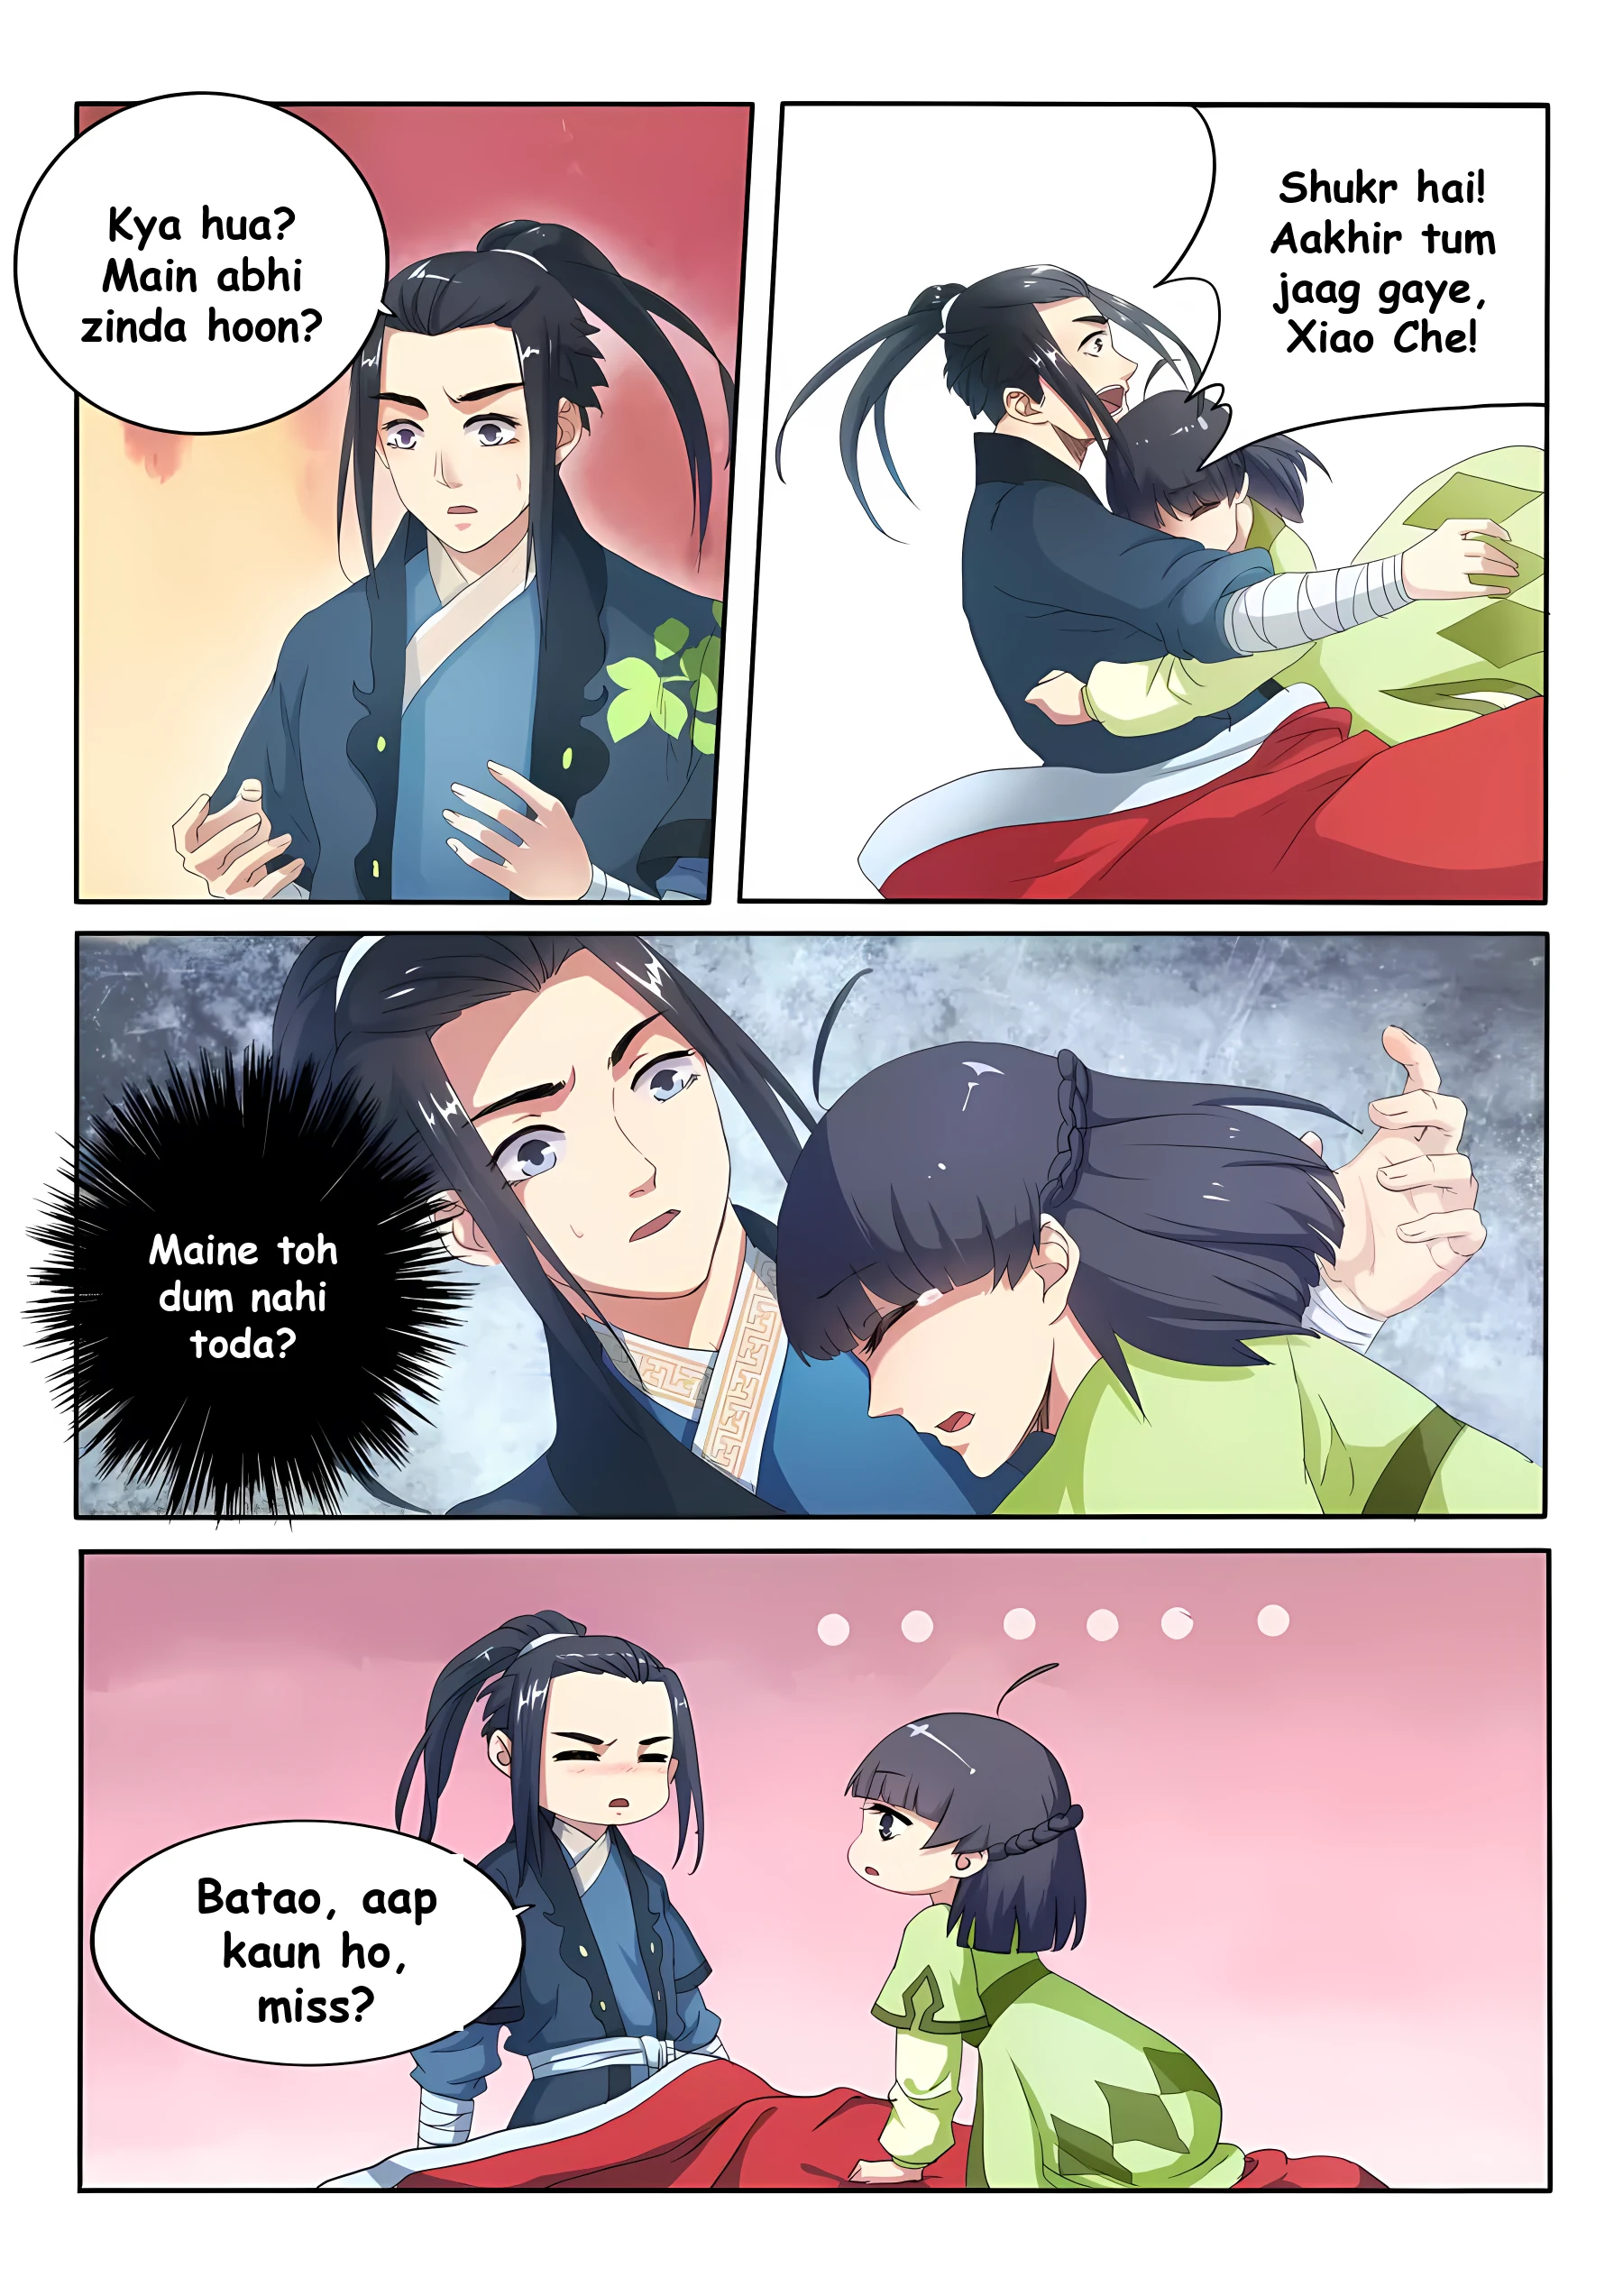 Kya hua?
Main abhi
zinda hoon?
Shukr hai!
Aakhir tum
jaag gaye,
Xiao Che!
Maine toh
dum nahi
toda?
Batao, aap
kaun ho,
miss?